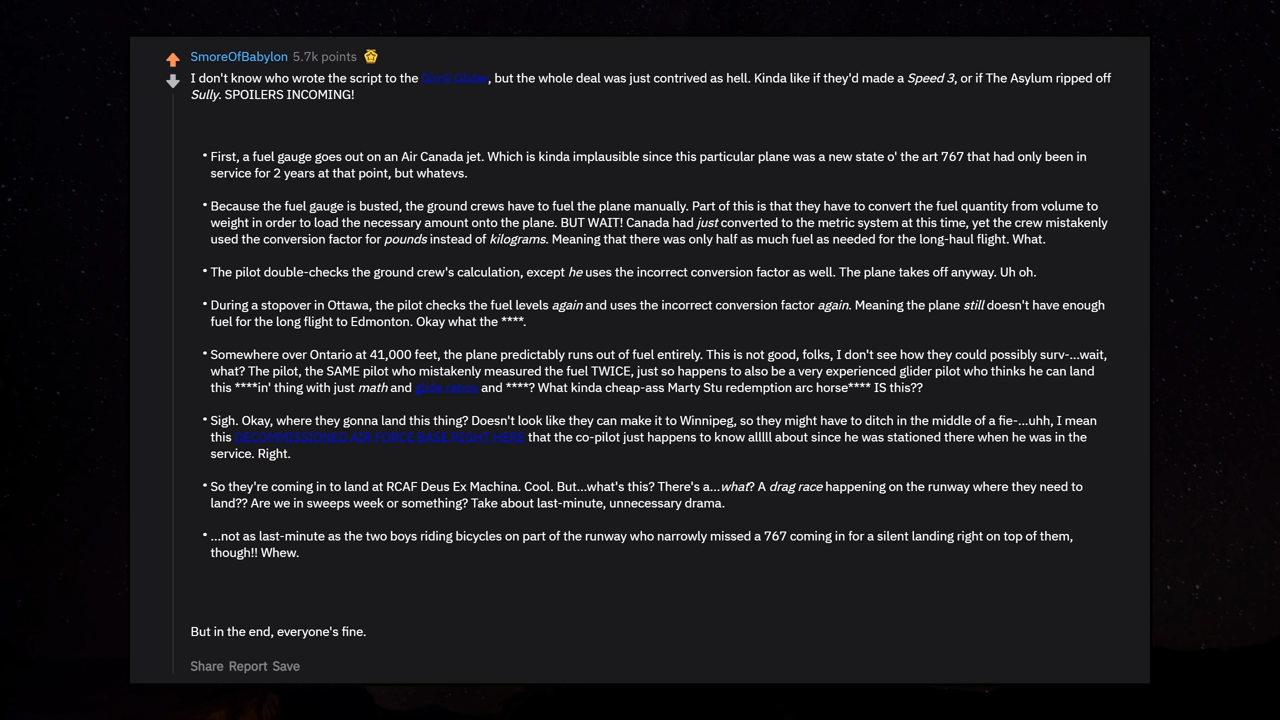 SmoreOfBabylon 5.7k points
I don't know who wrote the script to the Gimli Glider, but the whole deal was just contrived as hell. Kinda like if they'd made a Speed 3, or if The Asylum ripped off
Sully. SPOILERS INCOMING!
• First, a fuel gauge goes out on an Air Canada jet. Which is kinda implausible since this particular plane was a new state o' the art 767 that had only been in
service for 2 years at that point, but whatevs.
• Because the fuel gauge is busted, the ground crews have to fuel the plane manually. Part of this is that they have to convert the fuel quantity from volume to
weight in order to load the necessary amount onto the plane. BUT WAIT! Canada had just converted to the metric system at this time, yet the crew mistakenly
used the conversion factor for pounds instead of kilograms. Meaning that there was only half as much fuel as needed for the long-haul flight. What.
• The pilot double-checks the ground crew's calculation, except he uses the incorrect conversion factor as well. The plane takes off anyway. Uh oh.
• During a stopover in Ottawa, the pilot checks the fuel levels again and uses the incorrect conversion factor again. Meaning the plane still doesn't have enough
fuel for the long flight to Edmonton. Okay what the ****.
• Somewhere over Ontario at 41,000 feet, the plane predictably runs out of fuel entirely. This is not good, folks, I don't see how they could possibly surv-...wait,
what? The pilot, the SAME pilot who mistakenly measured the fuel TWICE, just so happens to also be a very experienced glider pilot who thinks he can land
this ****in' thing with just math and glide ratios and ****? What kinda cheap-ass Marty Stu redemption arc horse**** IS this??
• Sigh. Okay, where they gonna land this thing? Doesn't look like they can make it to Winnipeg, so they might have to ditch in the middle of a fie-...uhh, I mean
this DECOMMISSIONED AIR FORCE BASE RIGHT HERE that the co-pilot just happens to know alllll about since he was stationed there when he was in the
service. Right.
• So they're coming in to land at RCAF Deus Ex Machina. Cool. But...what's this? There's a...what? A drag race happening on the runway where they need to
land?? Are we in sweeps week or something? Take about last-minute, unnecessary drama.
• ...not as last-minute as the two boys riding bicycles on part of the runway who narrowly missed a 767 coming in for a silent landing right on top of them,
though!! Whew.
But in the end, everyone's fine.
Share Report Save